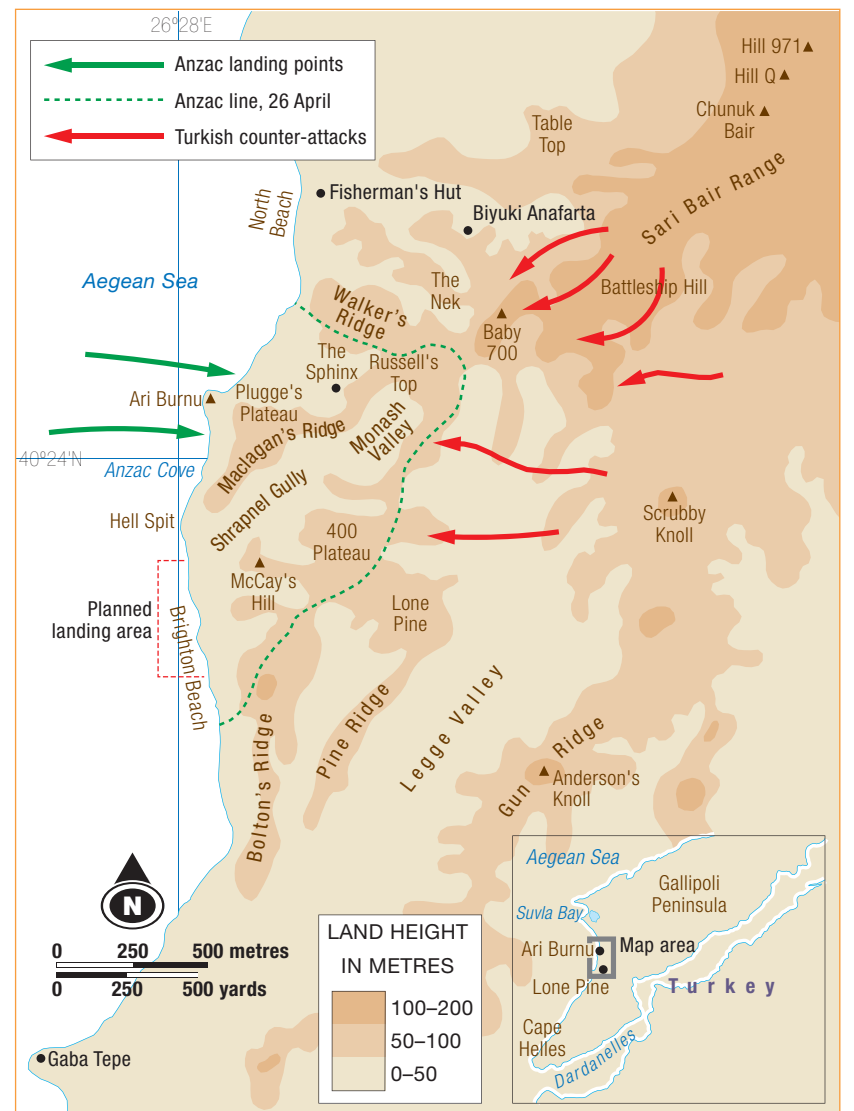 26°28'E
Anzac landing points
Anzac line, 26 April
Turkish counter-attacks
Hill 971
Hill Q
Chunuk
Bair
Table
Top
Sari Bair Range
Fisherman's Hut
North
Beach
Biyuki Anafarta
Aegean Sea
The
Nek
Battleship Hill
Walker's
Ridge
Baby
700
The
Sphinx
Russell's
Top
Ari Burnu
Plugge's
Plateau
Monash
Valley
Maclagan's Ridge
40°24'N
Anzac Cove
Shrapnel Gully
Hell Spit
400
Plateau
Scrubby
Knoll
McCay's
Hill
Planned
landing area
Brighton Beach
Lone
Pine
Pine Ridge
Legge Valley
Bolton's Ridge
Gun Ridge
Anderson's
Knoll
N
0 250 500 metres
0 250 500 yards
Gaba Tepe
LAND HEIGHT
IN METRES
100–200
50–100
0–50
Aegean Sea
Gallipoli
Peninsula
Suvla Bay
Ari Burnu
Map area
Lone Pine
Turkey
Cape
Helles
Dardanelles